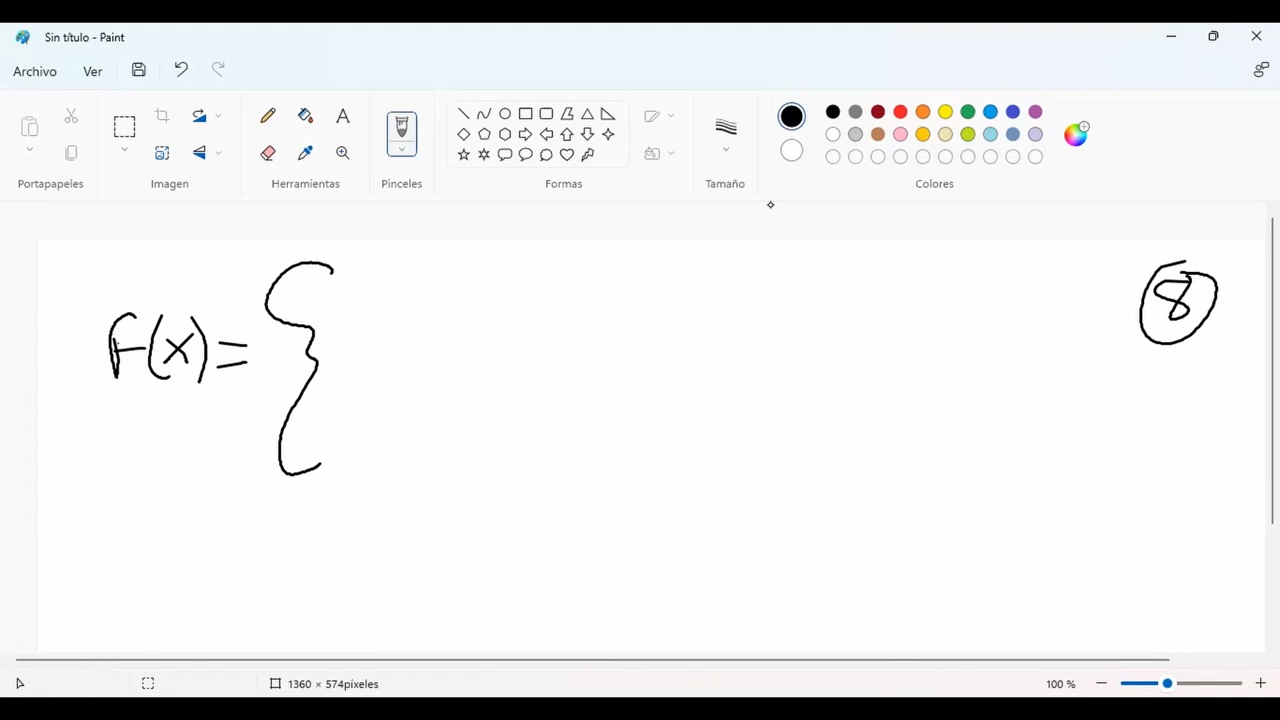 Sin título - Paint
Archivo Ver
Portapapeles Imagen Herramientas Pinceles Formas Tamaño Colores
F(x)= {
8
1360 × 574píxeles 100 %